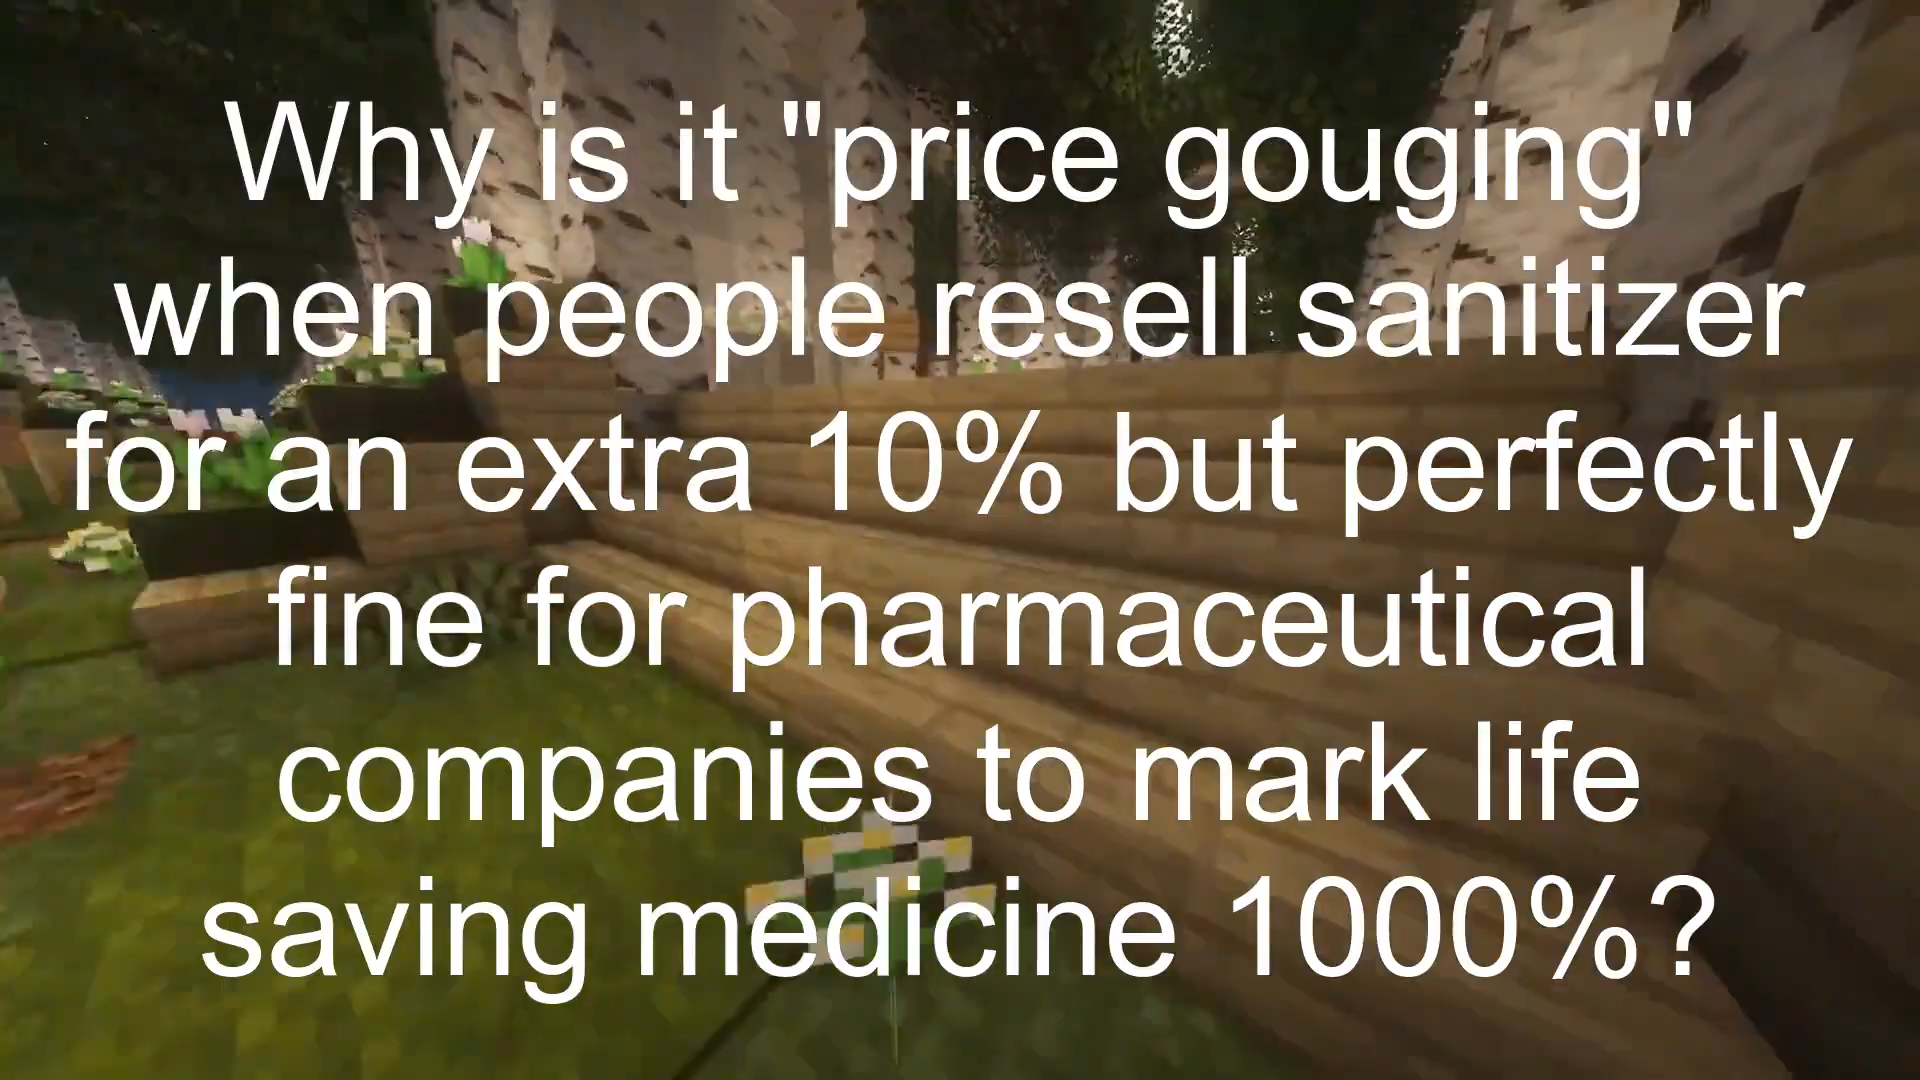 Why is it "price gouging"
when people resell sanitizer
for an extra 10% but perfectly
fine for pharmaceutical
companies to mark life
saving medicine 1000%?